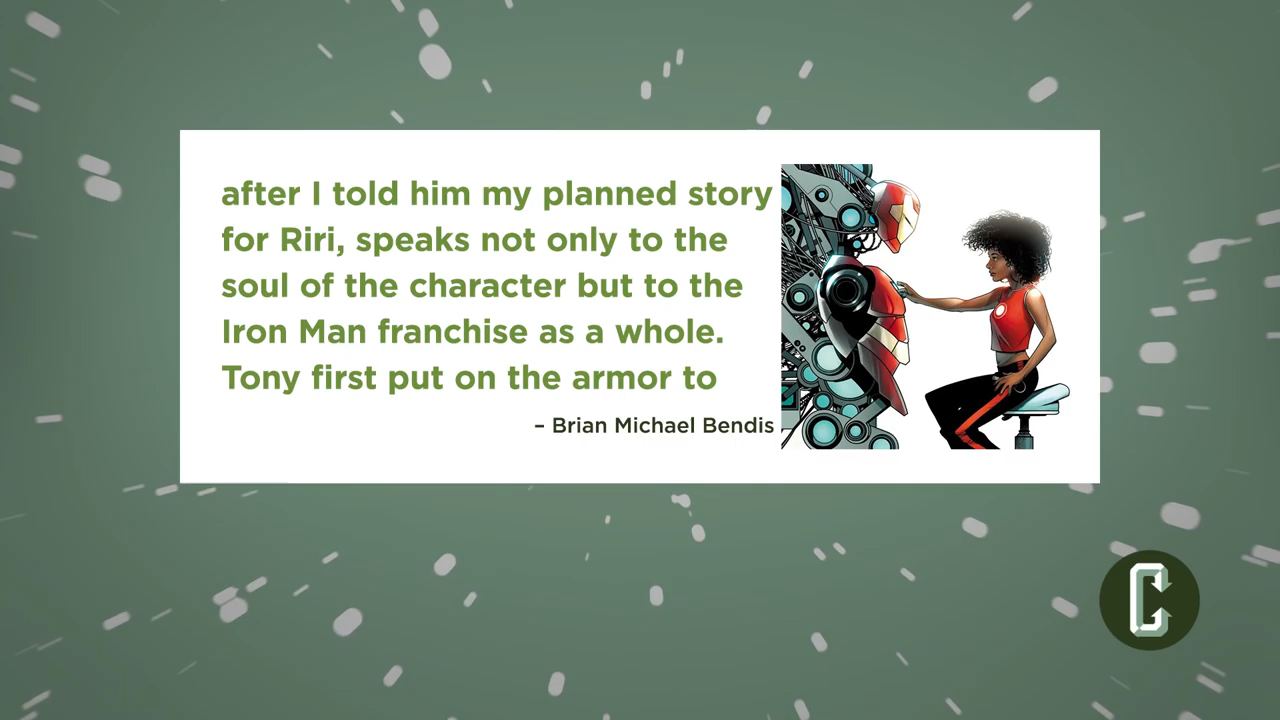 after I told him my planned story
for Riri, speaks not only to the
soul of the character but to the
Iron Man franchise as a whole.
Tony first put on the armor to
– Brian Michael Bendis
C